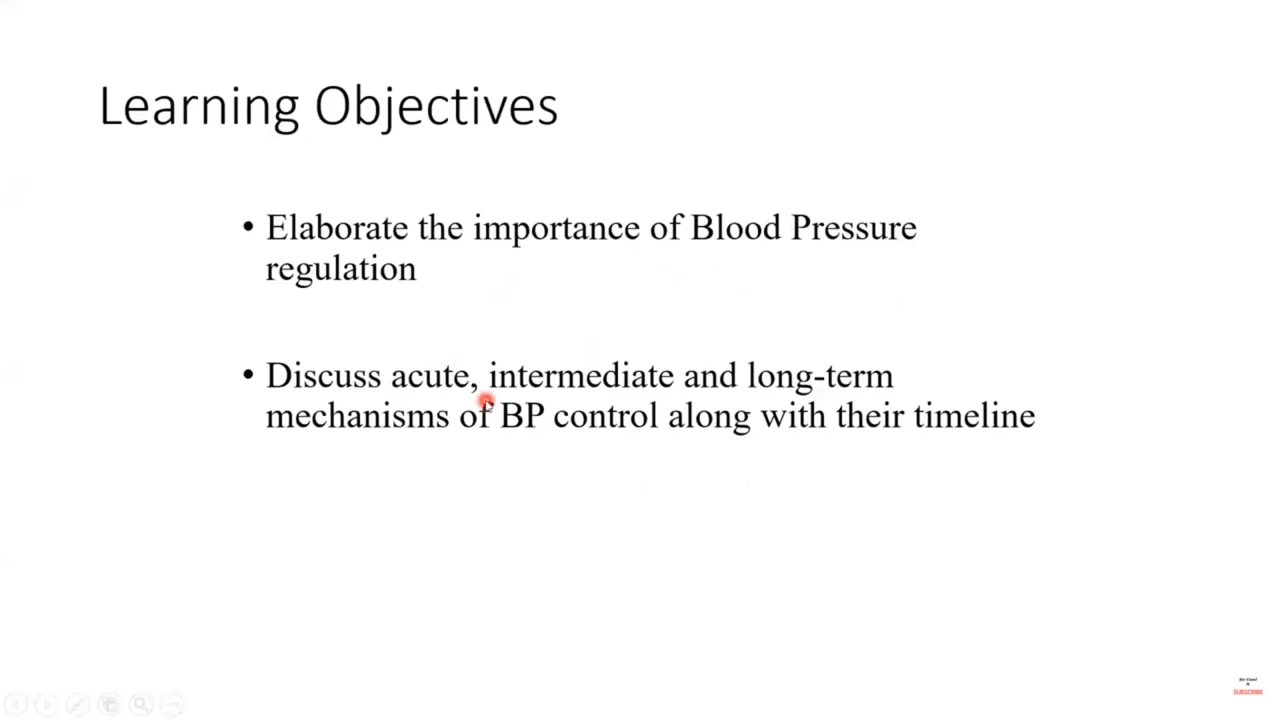 Learning Objectives
• Elaborate the importance of Blood Pressure
regulation
• Discuss acute, intermediate and long-term
mechanisms of BP control along with their timeline
SUBSCRIBE